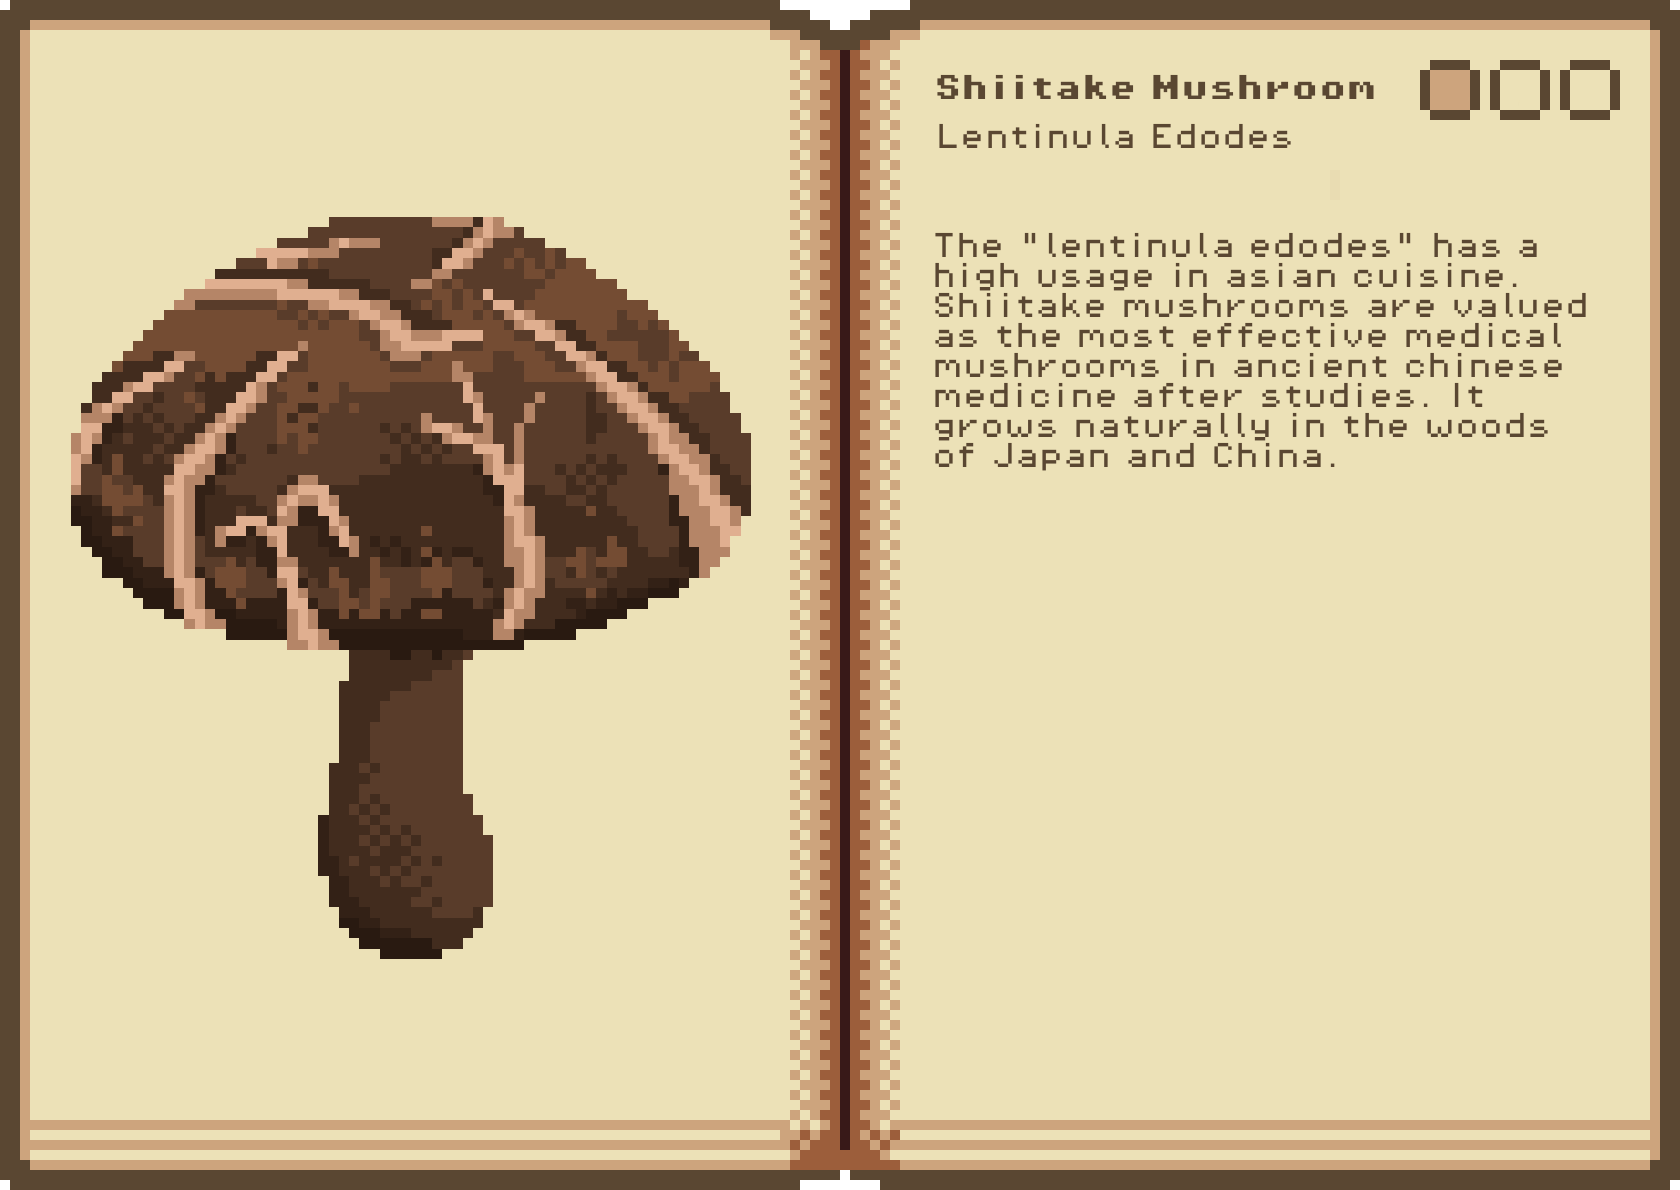 Shiitake Mushroom
Lentinula Edodes
The "lentinula edodes" has a
high usage in asian cuisine.
Shiitake mushrooms are valued
as the most effective medical
mushrooms in ancient chinese
medicine after studies. It
grows naturally in the woods
of Japan and China.